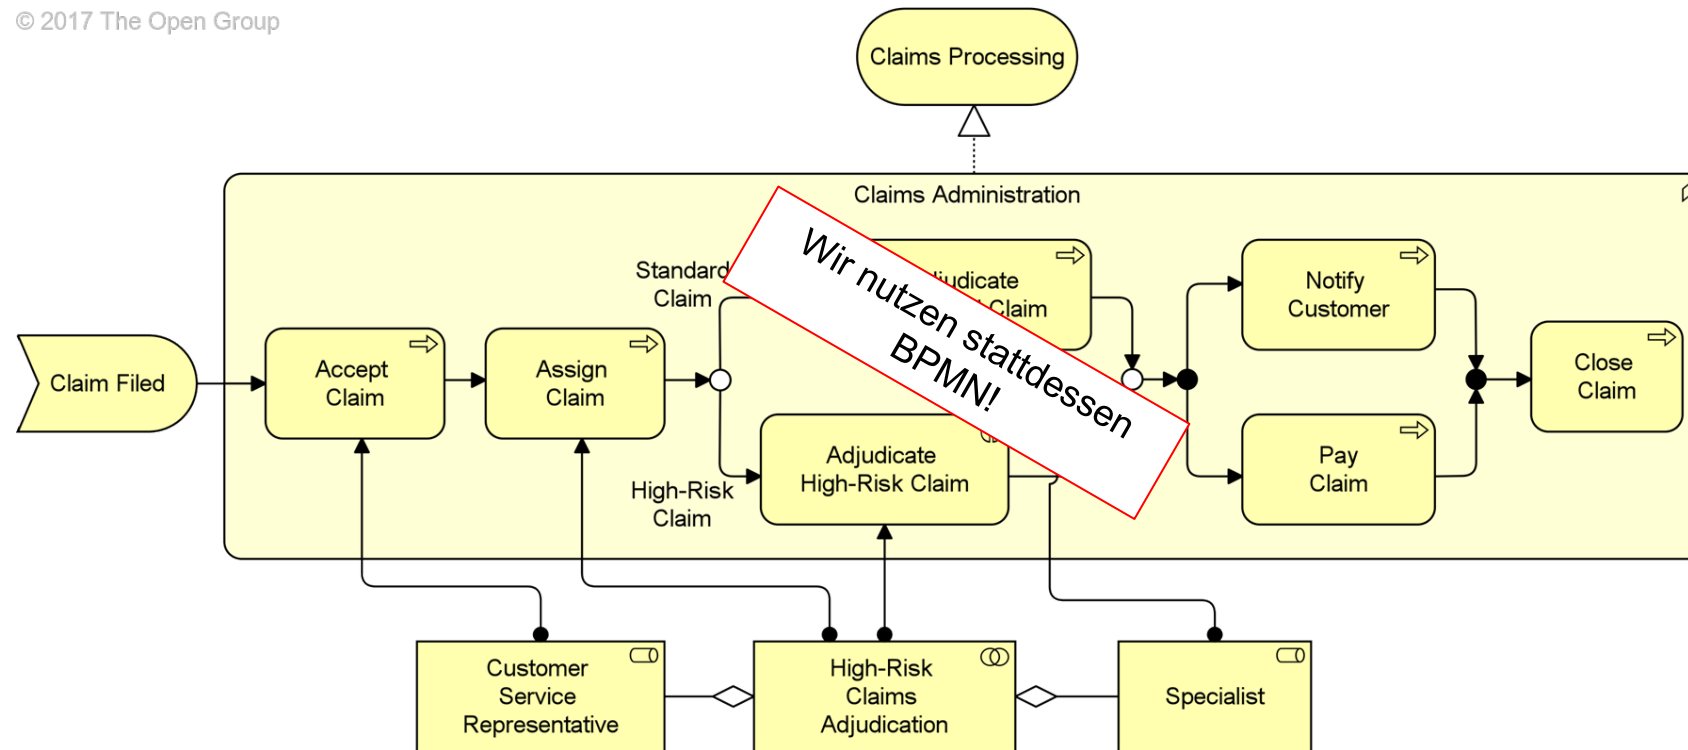 © 2017 The Open Group
Claims Processing
Claims Administration
Standard
Claim
Wir nutzen stattdessen
BPMN!
Claim
Notify
Customer
Claim Filed
Accept
Claim
Assign
Claim
Close
Claim
High-Risk
Claim
Adjudicate
High-Risk Claim
Pay
Claim
Customer
Service
Representative
High-Risk
Claims
Adjudication
Specialist